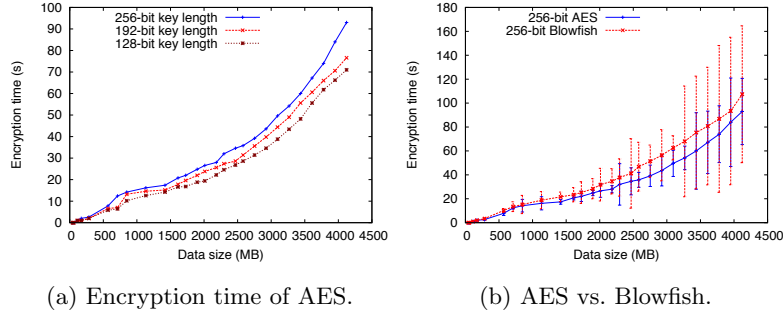 256-bit key length
192-bit key length
128-bit key length
Encryption time (s)
100
90
80
70
60
50
40
30
20
10
0
0 500 1000 1500 2000 2500 3000 3500 4000 4500
Data size (MB)
(a) Encryption time of AES.
256-bit AES
256-bit Blowfish
Encryption time (s)
180
160
140
120
100
80
60
40
20
0
0 500 1000 1500 2000 2500 3000 3500 4000 4500
Data size (MB)
(b) AES vs. Blowfish.